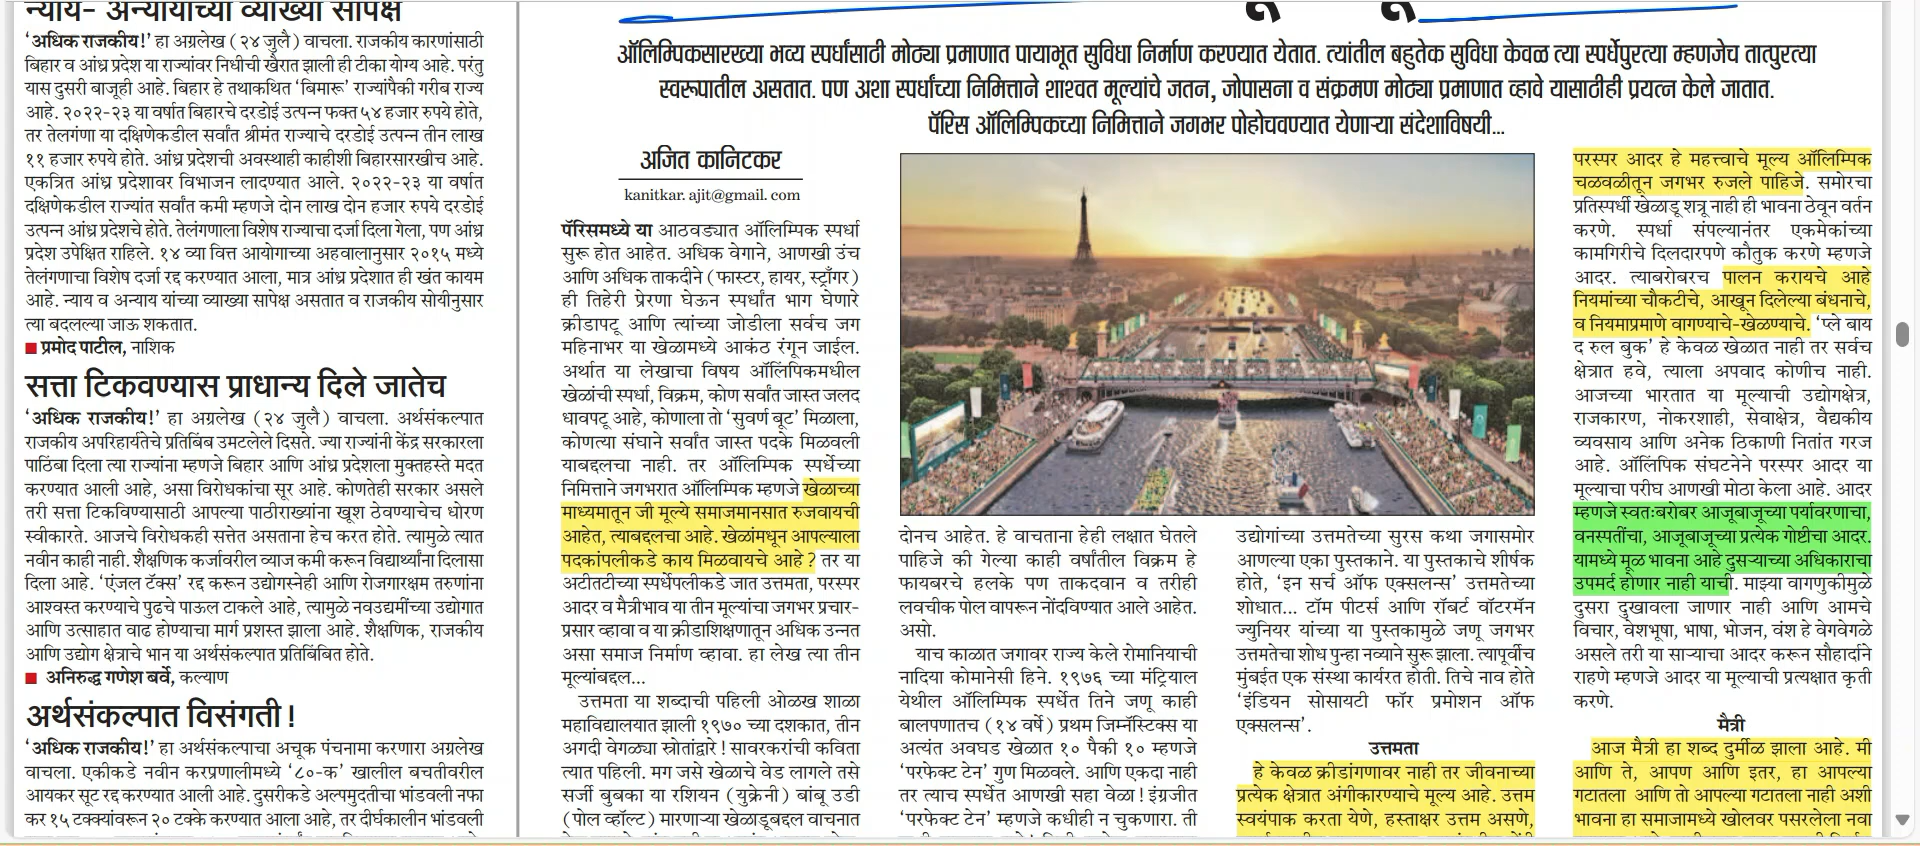 न्याय- अन्यायाच्या व्याख्या सापेक्ष
‘अधिक राजकीय!’ हा अग्रलेख (२४ जुलै) वाचला. राजकीय कारणांसाठी
बिहार व आंध्र प्रदेश या राज्यांवर निधीची खैरात झाली ही टीका योग्य आहे. परंतु
यास दुसरी बाजूही आहे. बिहार हे तथाकथित ‘बिमारू’ राज्यांपैकी गरीब राज्य
आहे. २०२२-२३ या वर्षात बिहारचे दरडोई उत्पन्न फक्त ५४ हजार रुपये होते,
तर तेलगंणा या दक्षिणेकडील सर्वांत श्रीमंत राज्याचे दरडोई उत्पन्न तीन लाख
११ हजार रुपये होते. आंध्र प्रदेशची अवस्थाही काहीशी बिहारसारखीच आहे.
एकत्रित आंध्र प्रदेशावर विभाजन लादण्यात आले. २०२२-२३ या वर्षात
दक्षिणेकडील राज्यांत सर्वांत कमी म्हणजे दोन लाख दोन हजार रुपये दरडोई
उत्पन्न आंध्र प्रदेशचे होते. तेलगंणाला विशेष राज्याचा दर्जा दिला गेला, पण आंध्र
प्रदेश उपेक्षित राहिले. १४ व्या वित्त आयोगाच्या अहवालानुसार २०१५ मध्ये
तेलंगणाचा विशेष दर्जा रद्द करण्यात आला, मात्र आंध्र प्रदेशात ही खंत कायम
आहे. न्याय व अन्याय यांच्या व्याख्या सापेक्ष असतात व राजकीय सोयीनुसार
त्या बदलल्या जाऊ शकतात.
■ प्रमोद पाटील, नाशिक
सत्ता टिकवण्यास प्राधान्य दिले जातेच
‘अधिक राजकीय!’ हा अग्रलेख (२४ जुलै) वाचला. अर्थसंकल्पात
राजकीय अपरिहार्यतेचे प्रतिबिंब उमटलेले दिसते. ज्या राज्यांनी केंद्र सरकारला
पाठिंबा दिला त्या राज्यांना म्हणजे बिहार आणि आंध्र प्रदेशला मुक्तहस्ते मदत
करण्यात आली आहे, असा विरोधकांचा सूर आहे. कोणतेही सरकार असले
तरी सत्ता टिकविण्यासाठी आपल्या पाठीराख्यांना खूश ठेवण्याचेच धोरण
स्वीकारते. आजचे विरोधकही सत्तेत असताना हेच करत होते. त्यामुळे त्यात
नवीन काही नाही. शैक्षणिक कर्जावरील व्याज कमी करून विद्यार्थ्यांना दिलासा
दिला आहे. ‘एंजल टॅक्स’ रद्द करून उद्योगस्नेही आणि रोजगारक्षम तरुणांना
आश्वस्त करण्याचे पुढचे पाऊल टाकले आहे, त्यामुळे नवउद्यमींच्या उद्योगात
आणि उत्साहात वाढ होण्याचा मार्ग प्रशस्त झाला आहे. शैक्षणिक, राजकीय
आणि उद्योग क्षेत्राचे भान या अर्थसंकल्पात प्रतिबिंबित होते.
■ अनिरुद्ध गणेश बर्वे, कल्याण
अर्थसंकल्पात विसंगती!
‘अधिक राजकीय!’ हा अर्थसंकल्पाचा अचूक पंचनामा करणारा अग्रलेख
वाचला. एकीकडे नवीन करप्रणालीमध्ये ‘८०-क’ खालील बचतीवरील
आयकर सूट रद्द करण्यात आली आहे. दुसरीकडे अल्पमुदतीचा भांडवली नफा
कर १५ टक्क्यांवरून २० टक्के करण्यात आला आहे, तर दीर्घकालीन भांडवली
ऑलिम्पिकसारख्या भव्य स्पर्धांसाठी मोठ्या प्रमाणात पायाभूत सुविधा निर्माण करण्यात येतात. त्यांतील बहुतेक सुविधा केवळ त्या स्पर्धेपुरत्या म्हणजेच तात्पुरत्या
स्वरूपातील असतात. पण अशा स्पर्धांच्या निमित्ताने शाश्वत मूल्यांचे जतन, जोपासना व संक्रमण मोठ्या प्रमाणात व्हावे यासाठीही प्रयत्न केले जातात.
पॅरिस ऑलिम्पिकच्या निमित्ताने जगभर पोहोचवण्यात येणाऱ्या संदेशाविषयी...
अजित कानिटकर
kanitkar. ajit@gmail. com
पॅरिसमध्ये या आठवड्यात ऑलिम्पिक स्पर्धा
सुरू होत आहेत. अधिक वेगाने, आणखी उंच
आणि अधिक ताकदीने (फास्टर, हायर, स्ट्राँगर)
ही तिहेरी प्रेरणा घेऊन स्पर्धांत भाग घेणारे
क्रीडापटू आणि त्यांच्या जोडीला सर्वच जग
महिनाभर या खेळामध्ये आकंठ रंगून जाईल.
अर्थात या लेखाचा विषय ऑलिंपिकमधील
खेळांची स्पर्धा, विक्रम, कोण सर्वांत जास्त जलद
धावपटू आहे, कोणाला तो ‘सुवर्ण बूट’ मिळाला,
कोणत्या संघाने सर्वांत जास्त पदके मिळवली
याबद्दलचा नाही. तर ऑलिम्पिक स्पर्धेच्या
निमित्ताने जगभरात ऑलिम्पिक म्हणजे खेळाच्या
माध्यमातून जी मूल्ये समाजमानसात रुजवायची
आहेत, त्याबद्दलचा आहे. खेळांमधून आपल्याला
पदकांपलीकडे काय मिळवायचे आहे? तर या
अटीतटीच्या स्पर्धेपलीकडे जात उत्तमता, परस्पर
आदर व मैत्रीभाव या तीन मूल्यांचा जगभर प्रचार-
प्रसार व्हावा व या क्रीडाशिक्षणातून अधिक उन्नत
असा समाज निर्माण व्हावा. हा लेख त्या तीन
मूल्यांबद्दल...
उत्तमता या शब्दाची पहिली ओळख शाळा
महाविद्यालयात झाली १९७० च्या दशकात, तीन
अगदी वेगळ्या स्रोतांद्वारे! सावरकरांची कविता
त्यात पहिली. मग जसे खेळाचे वेड लागले तसे
सर्जी बुबका या रशियन (युक्रेनी) बांबू उडी
(पोल व्हॉल्ट) मारणाऱ्या खेळाडूबद्दल वाचनात
दोनच आहेत. हे वाचताना हेही लक्षात घेतले
पाहिजे की गेल्या काही वर्षांतील विक्रम हे
फायबरचे हलके पण ताकदवान व तरीही
लवचीक पोल वापरून नोंदविण्यात आले आहेत.
असो.
याच काळात जगावर राज्य केले रोमानियाची
नादिया कोमानेसी हिने. १९७६ च्या मंट्रियाल
येथील ऑलिम्पिक स्पर्धेत तिने जणू काही
बालपणातच (१४ वर्षे) प्रथम जिम्नॅस्टिक्स या
अत्यंत अवघड खेळात १० पैकी १० म्हणजे
‘परफेक्ट टेन’ गुण मिळवले. आणि एकदा नाही
तर त्याच स्पर्धेत आणखी सहा वेळा! इंग्रजीत
‘परफेक्ट टेन’ म्हणजे कधीही न चुकणारा. ती
उद्योगांच्या उत्तमतेच्या सुरस कथा जगासमोर
आणल्या एका पुस्तकाने. या पुस्तकाचे शीर्षक
होते, ‘इन सर्च ऑफ एक्सलन्स’ उत्तमतेच्या
शोधात... टॉम पीटर्स आणि रॉबर्ट वॉटरमॅन
ज्युनियर यांच्या या पुस्तकामुळे जणू जगभर
उत्तमतेचा शोध पुन्हा नव्याने सुरू झाला. त्यापूर्वीच
मुंबईत एक संस्था कार्यरत होती. तिचे नाव होते
‘इंडियन सोसायटी फॉर प्रमोशन ऑफ
एक्सलन्स’.
उत्तमता
हे केवळ क्रीडांगणावर नाही तर जीवनाच्या
प्रत्येक क्षेत्रात अंगीकारण्याचे मूल्य आहे. उत्तम
स्वयंपाक करता येणे, हस्ताक्षर उत्तम असणे,
परस्पर आदर हे महत्त्वाचे मूल्य ऑलिम्पिक
चळवळीतून जगभर रुजले पाहिजे. समोरचा
प्रतिस्पर्धी खेळाडू शत्रू नाही ही भावना ठेवून वर्तन
करणे. स्पर्धा संपल्यानंतर एकमेकांच्या
कामगिरीचे दिलदारपणे कौतुक करणे म्हणजे
आदर. त्याबरोबरच पालन करायचे आहे
नियमांच्या चौकटीचे, आखून दिलेल्या बंधनाचे,
व नियमाप्रमाणे वागण्याचे-खेळण्याचे. ‘प्ले बाय
द रुल बुक’ हे केवळ खेळात नाही तर सर्वच
क्षेत्रात हवे, त्याला अपवाद कोणीच नाही.
आजच्या भारतात या मूल्याची उद्योगक्षेत्र,
राजकारण, नोकरशाही, सेवाक्षेत्र, वैद्यकीय
व्यवसाय आणि अनेक ठिकाणी नितांत गरज
आहे. ऑलिंपिक संघटनेने परस्पर आदर या
मूल्याचा परीघ आणखी मोठा केला आहे. आदर
म्हणजे स्वतःबरोबर आजूबाजूच्या पर्यावरणाचा,
वनस्पतींचा, आजूबाजूच्या प्रत्येक गोष्टीचा आदर.
यामध्ये मूळ भावना आहे दुसऱ्याच्या अधिकाराचा
उपमर्द होणार नाही याची. माझ्या वागणुकीमुळे
दुसरा दुखावला जाणार नाही आणि आमचे
विचार, वेशभूषा, भाषा, भोजन, वंश हे वेगवेगळे
असले तरी या साऱ्याचा आदर करून सौहार्दाने
राहणे म्हणजे आदर या मूल्याची प्रत्यक्षात कृती
करणे.
मैत्री
आज मैत्री हा शब्द दुर्मीळ झाला आहे. मी
आणि ते, आपण आणि इतर, हा आपल्या
गटातला आणि तो आपल्या गटातला नाही अशी
भावना हा समाजामध्ये खोलवर पसरलेला नवा